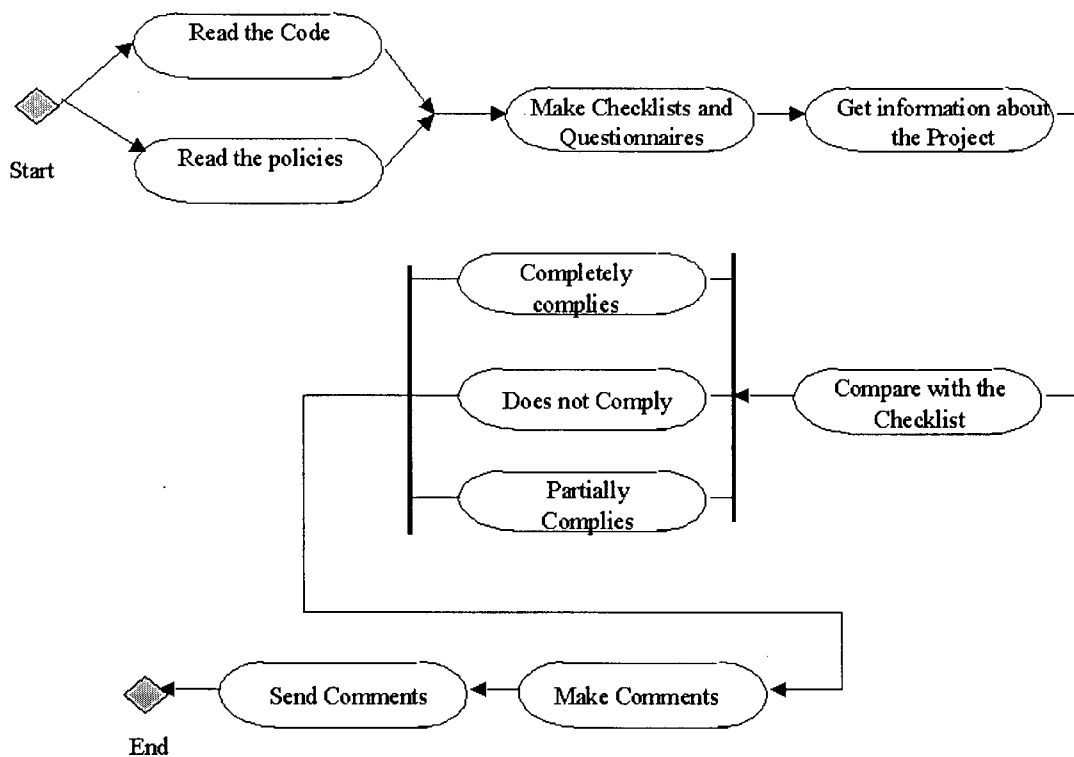 Read the Code
Start
Read the policies
Make Checklists and
Questionnaires
Get information about
the Project
Completely
complies
Does not Comply
Partially
Complies
Compare with the
Checklist
Make Comments
Send Comments
End